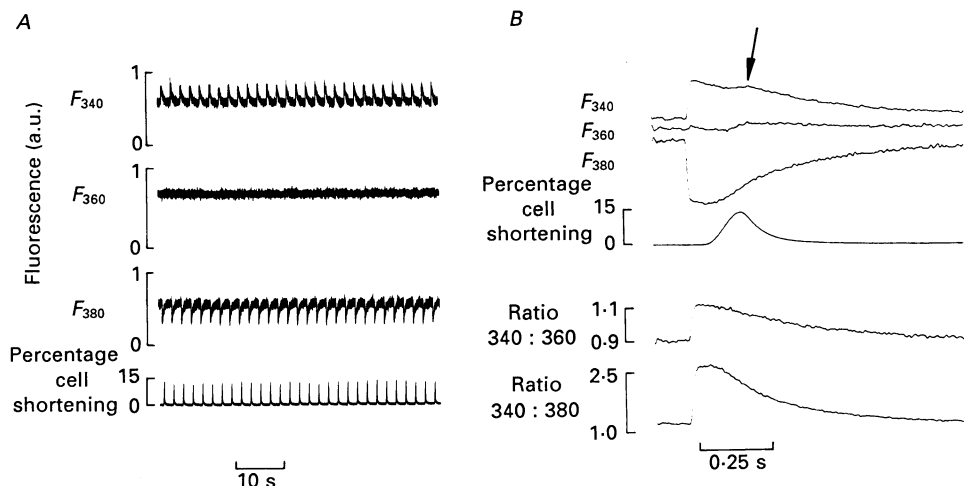 A
Fluorescence (a.u.)
F340
1
0
F360
1
0
F380
1
0
Percentage
cell
shortening
15
0
10 s
B
F340
F360
F380
Percentage
cell
shortening
15
0
Ratio
340 : 360
1·1
0·9
Ratio
340 : 380
2·5
1·0
0·25 s